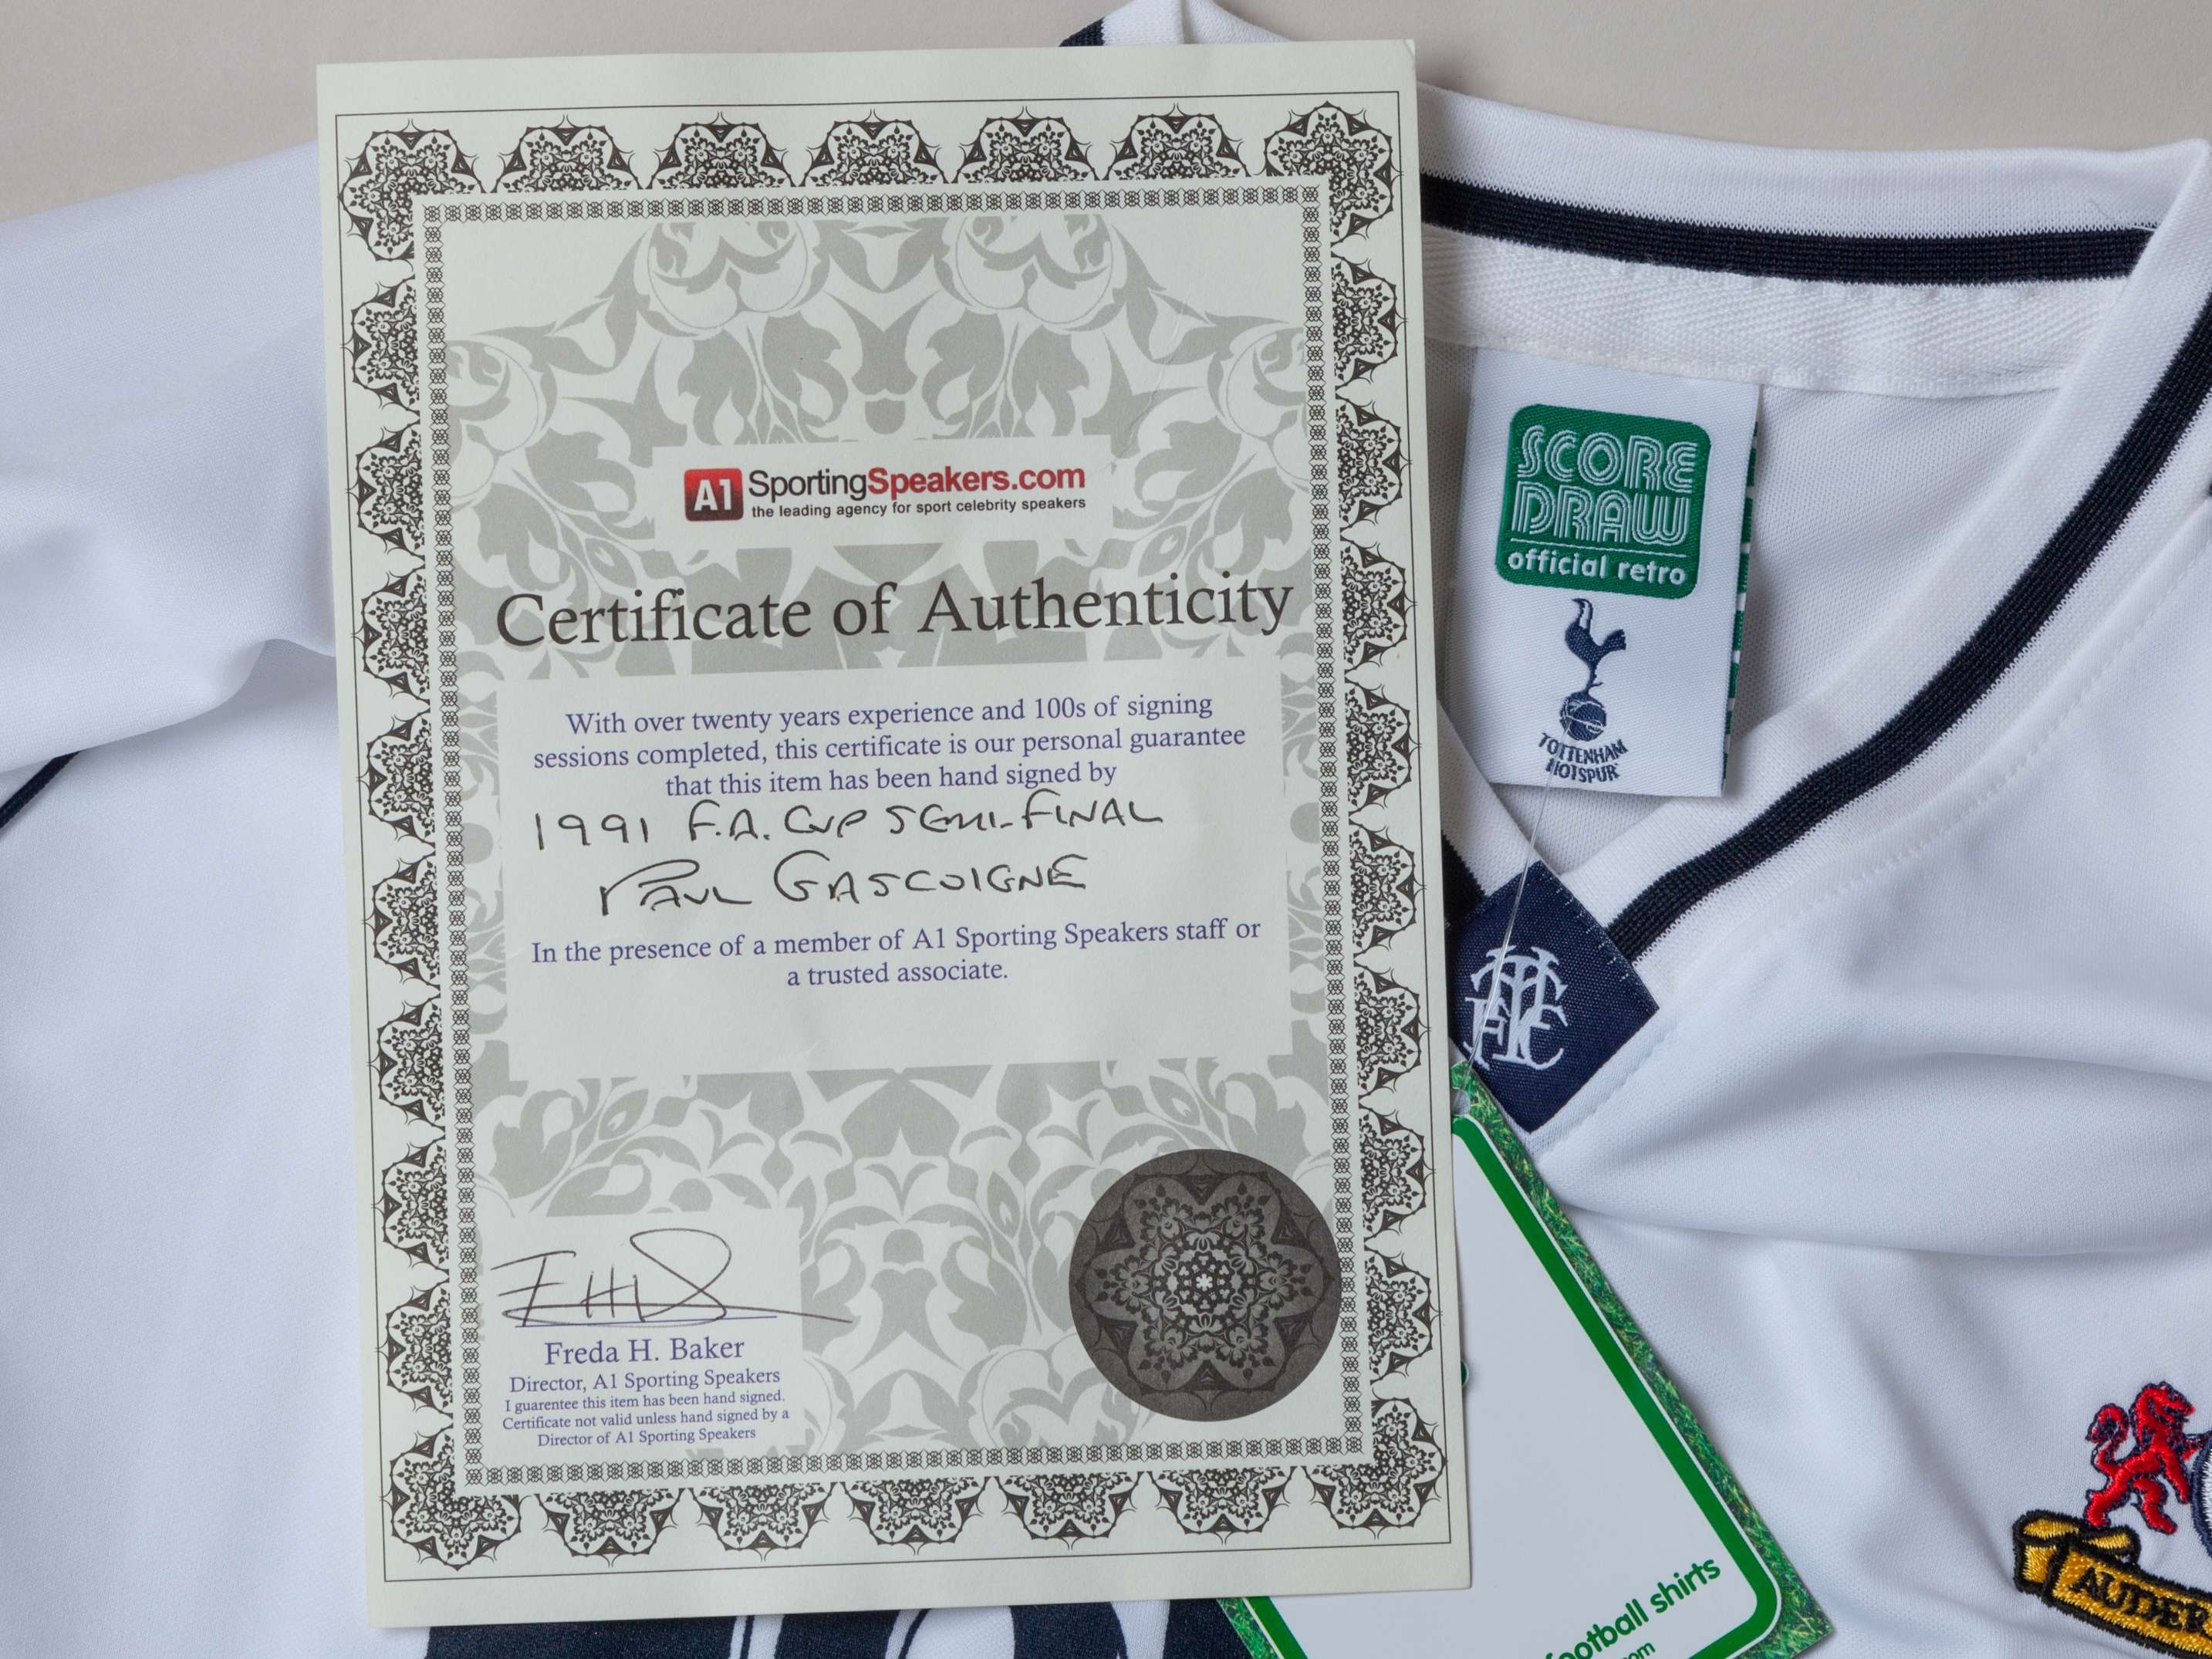 A1 SportingSpeakers.com
the leading agency for sport celebrity speakers
Certificate of Authenticity
With over twenty years experience and 100s of signing
sessions completed, this certificate is our personal guarantee
that this item has been hand signed by
1991 F.A. CUP SEMI-FINAL
PAUL GASCOIGNE
In the presence of a member of A1 Sporting Speakers staff or
a trusted associate.
Freda H. Baker
Director, A1 Sporting Speakers
I guarentee this item has been hand signed.
Certificate not valid unless hand signed by a
Director of A1 Sporting Speakers
SCORE
DRAW
official retro
TOTTENHAM
HOTSPUR
football shirts
AUDER